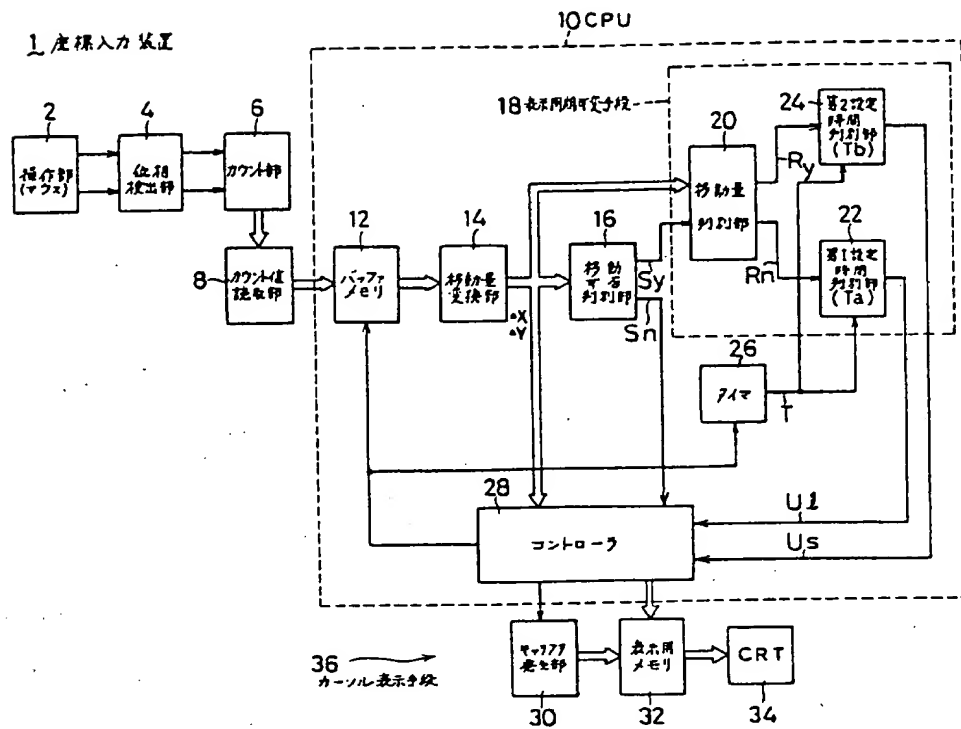 10 CPU
1 座標入力装置
18 表示周期可変手段
2
4
6
操作部
(マウス)
位相
検出部
カウント部
8
カウント値
読取部
12
バッファ
メモリ
14
移動量
変換部
△X
△Y
16
移動
可否
判別部
Sy
Sn
20
移動量
判別部
Ry
Rn
24
第2設定
時間
判別部
(Tb)
22
第1設定
時間
判別部
(Ta)
26
タイマ
T
28
コントローラ
Ul
Us
36
カーソル表示手段
キャラクタ
発生部
30
表示用
メモリ
32
CRT
34